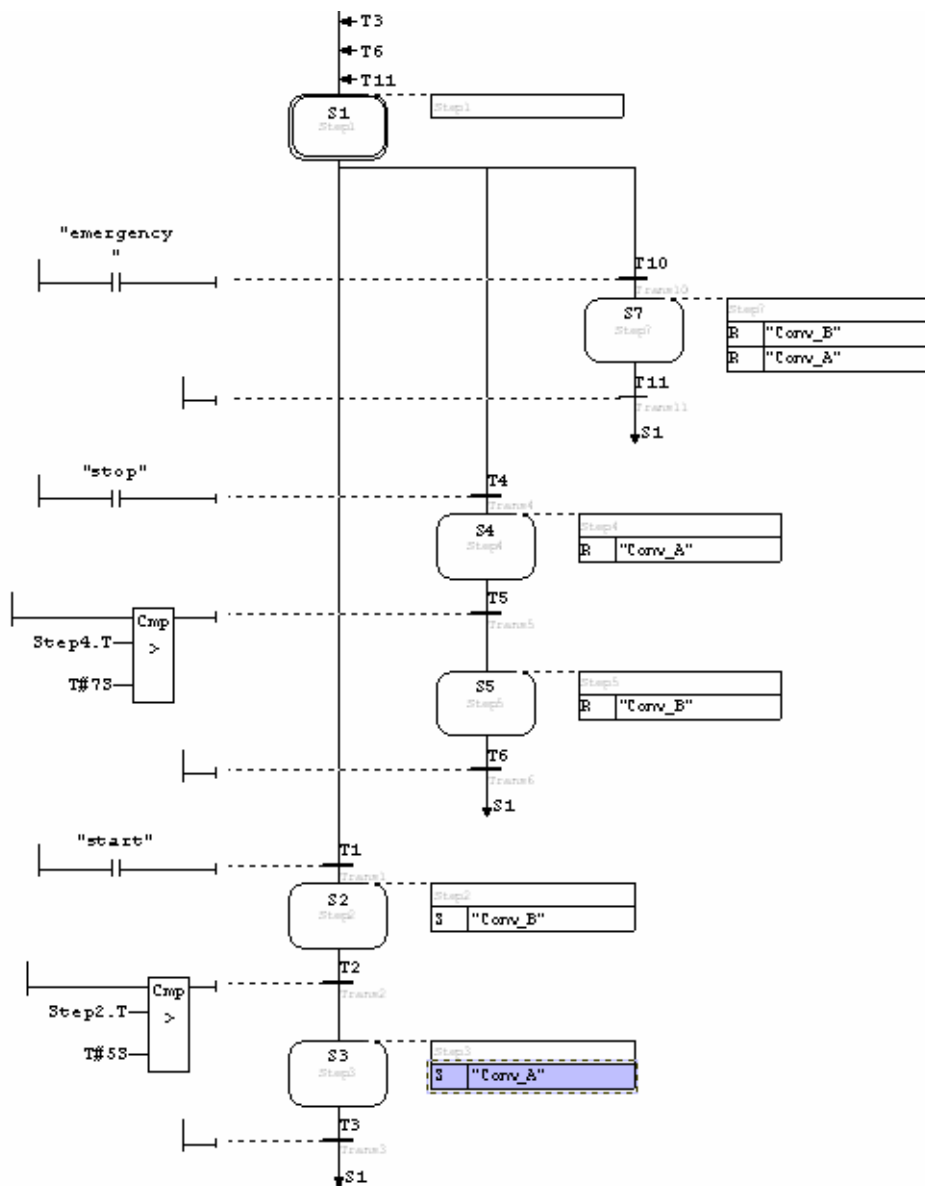 T3
T6
T11
S1
Step1
Step1
"emergency
"
T10
Trans10
S7
Step7
Step7
R "Conv_B"
R "Conv_A"
T11
Trans11
S1
"stop"
T4
Trans4
S4
Step4
Step4
R "Conv_A"
T5
Trans5
Cmp
Step4.T
>
T#7S
S5
Step5
Step5
R "Conv_B"
T6
Trans6
S1
"start"
T1
Trans1
S2
Step2
Step2
S "Conv_B"
T2
Trans2
Cmp
Step2.T
>
T#5S
S3
Step3
Step3
S "Conv_A"
T3
Trans3
S1